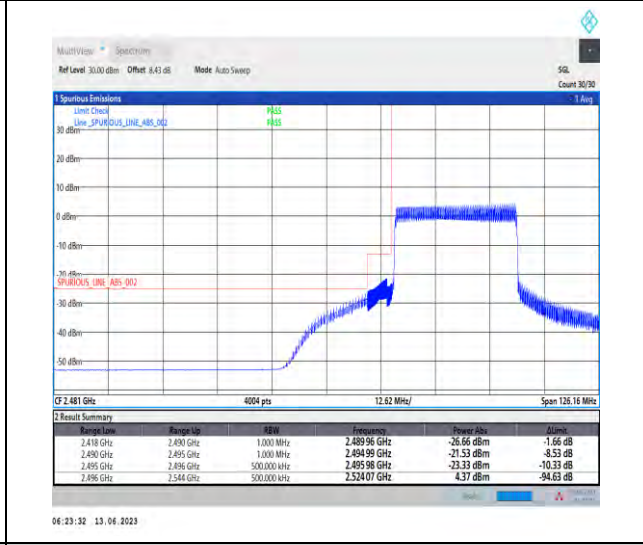 MultiView Spectrum
Ref Level 30.00 dBm Offset 8.43 dB Mode Auto Sweep SGL
Count 30/30
1 Spurious Emissions 1 Avg
Limit Check PASS
Line _SPURIOUS_LINE_ABS_002 PASS
30 dBm
20 dBm
10 dBm
0 dBm
-10 dBm
-20 dBm
SPURIOUS_LINE_ABS_002
-30 dBm
-40 dBm
-50 dBm
CF 2.481 GHz 4004 pts 12.62 MHz/ Span 126.16 MHz
2 Result Summary
Range Low Range Up RBW Frequency Power Abs ΔLimit
2.418 GHz 2.490 GHz 1.000 MHz 2.489 96 GHz -26.66 dBm -1.66 dB
2.490 GHz 2.495 GHz 1.000 MHz 2.494 99 GHz -21.53 dBm -8.53 dB
2.495 GHz 2.496 GHz 500.000 kHz 2.495 98 GHz -23.33 dBm -10.33 dB
2.496 GHz 2.544 GHz 500.000 kHz 2.524 07 GHz 4.37 dBm -94.63 dB
06:23:32 13.06.2023